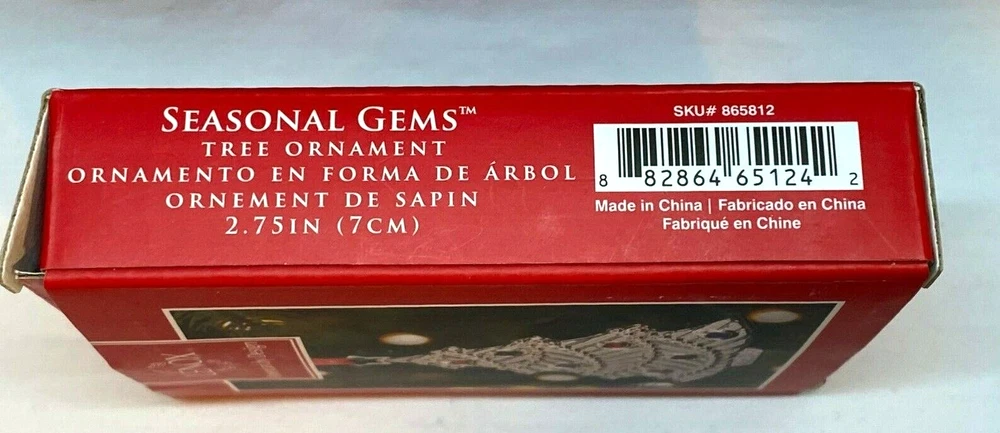 SEASONAL GEMS™
TREE ORNAMENT
ORNAMENTO EN FORMA DE ÁRBOL
ORNEMENT DE SAPIN
2.75IN (7CM)
SKU# 865812
8 82864 65124 2
Made in China | Fabricado en China
Fabriqué en Chine
LENOX